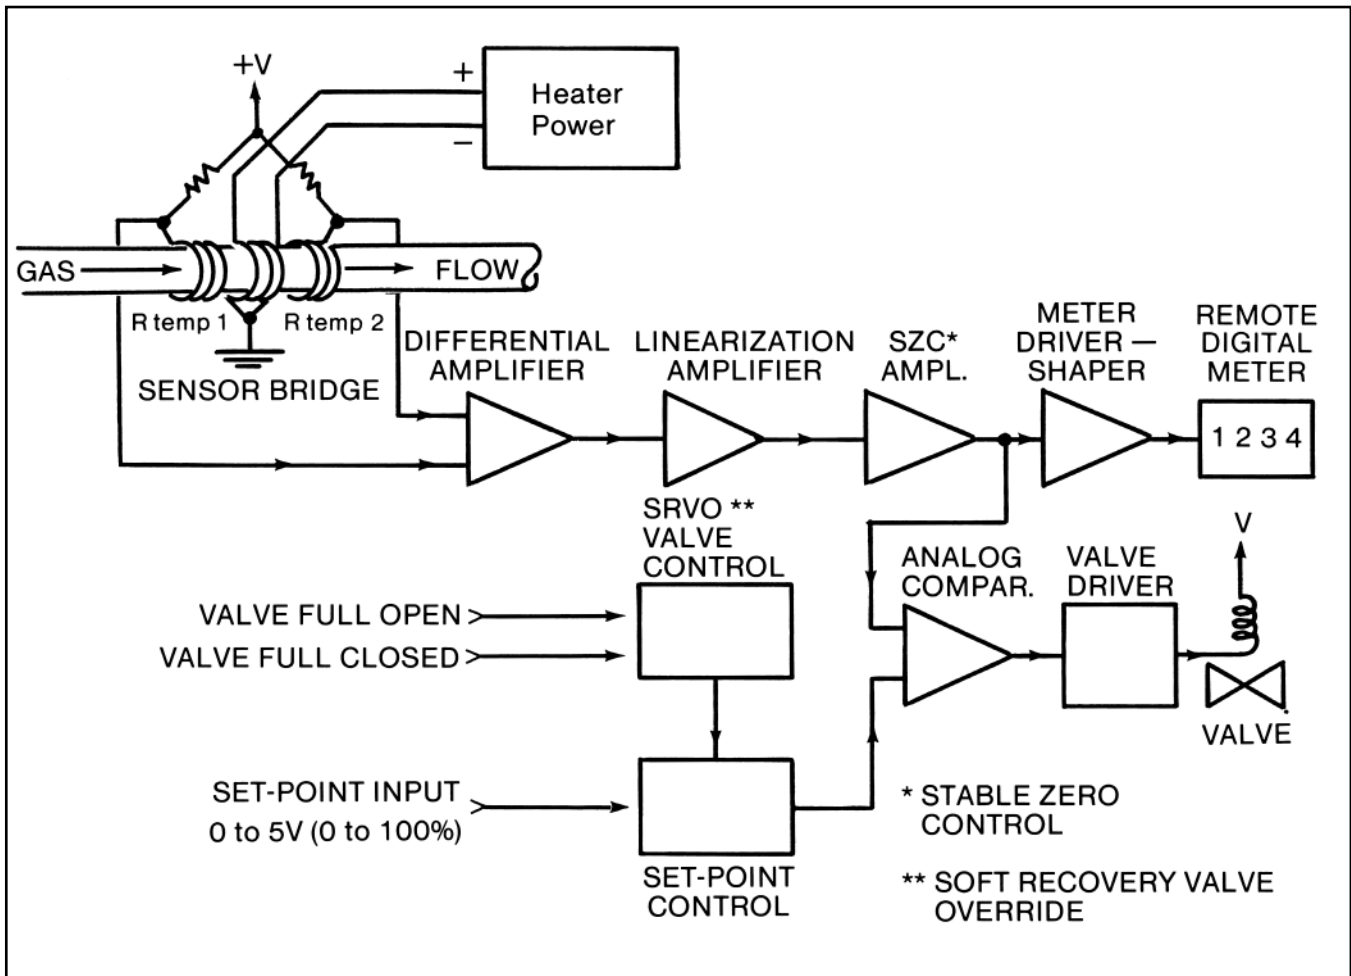 +V
+
Heater
Power
−
GAS
FLOW
R temp 1
R temp 2
SENSOR BRIDGE
DIFFERENTIAL
AMPLIFIER
LINEARIZATION
AMPLIFIER
SZC*
AMPL.
METER
DRIVER —
SHAPER
REMOTE
DIGITAL
METER
1 2 3 4
SRVO **
VALVE
CONTROL
VALVE FULL OPEN
VALVE FULL CLOSED
ANALOG
COMPAR.
VALVE
DRIVER
V
VALVE
SET-POINT INPUT
0 to 5V (0 to 100%)
SET-POINT
CONTROL
* STABLE ZERO
CONTROL
** SOFT RECOVERY VALVE
OVERRIDE